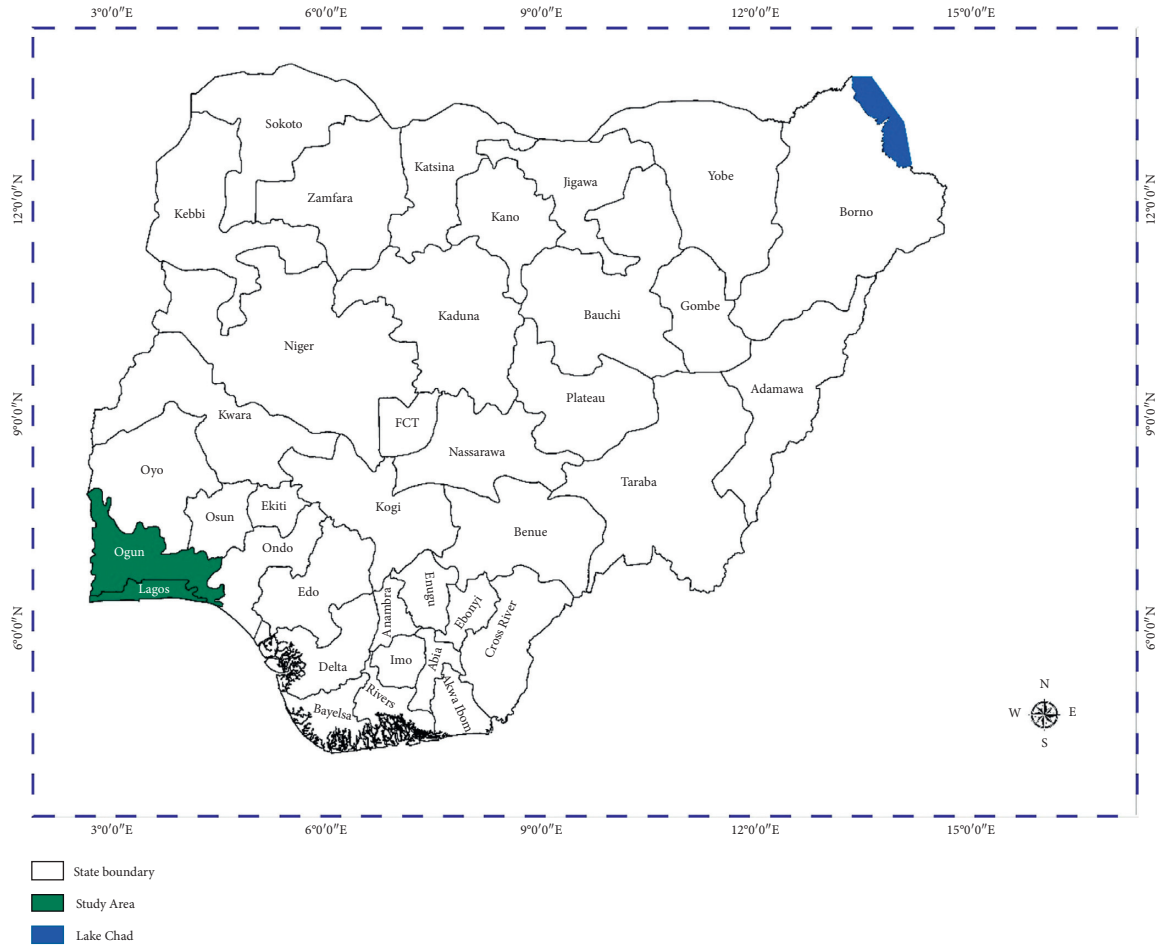 3°0′0″E 6°0′0″E 9°0′0″E 12°0′0″E 15°0′0″E
12°0′0″N
9°0′0″N
6°0′0″N
Sokoto
Katsina
Zamfara
Kebbi
Jigawa
Kano
Yobe
Borno
Kaduna
Bauchi
Gombe
Niger
Adamawa
Plateau
Kwara
FCT
Nassarawa
Oyo
Taraba
Kogi
Osun
Ekiti
Benue
Ogun
Ondo
Lagos
Edo
Anambra
Enugu
Ebonyi
Cross River
Delta
Imo
Abia
Akwa Ibom
Rivers
Bayelsa
12°0′0″N
9°0′0″N
6°0′0″N
N
W E
S
3°0′0″E 6°0′0″E 9°0′0″E 12°0′0″E 15°0′0″E
State boundary
Study Area
Lake Chad